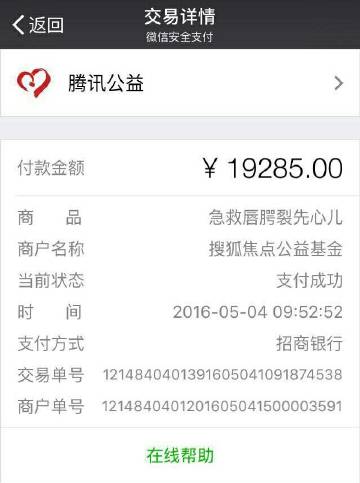 返回
交易详情
微信安全支付
腾讯公益
付款金额 ¥ 19285.00
商 品 急救唇腭裂先心儿
商户名称 搜狐焦点公益基金
当前状态 支付成功
时 间 2016-05-04 09:52:52
支付方式 招商银行
交易单号 1214840401391605041091874538
商户单号 1214840401201605041500003591
在线帮助